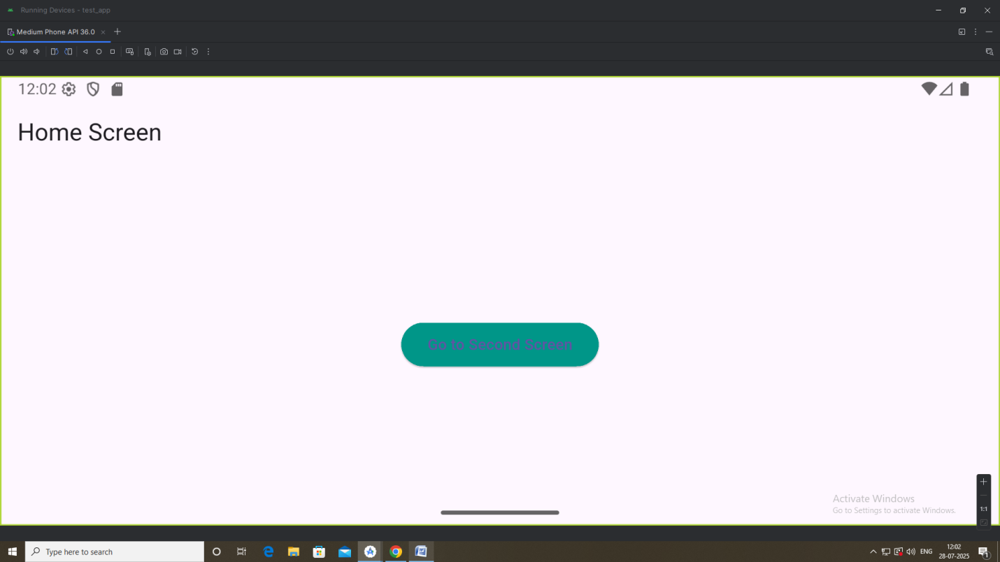 Running Devices - test_app
Medium Phone API 36.0
12:02
Home Screen
Go to Second Screen
Activate Windows
Go to Settings to activate Windows.
1:1
Type here to search
ENG
12:02
28-07-2025
1